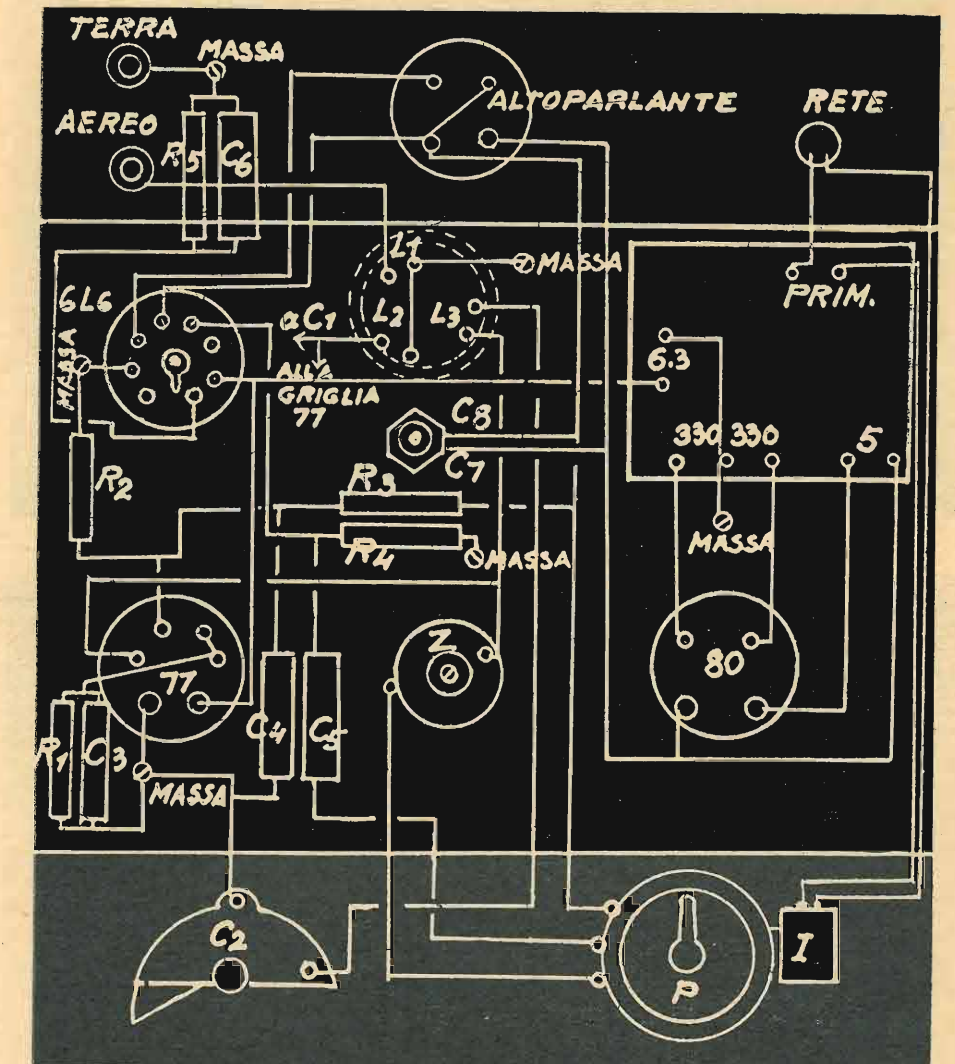 TERRA
MASSA
AEREO
R5
C6
ALTOPARLANTE
RETE
L1
MASSA
PRIM.
6L6
αC1
L2
L3
MASSA
ALLA
GRIGLIA
77
6.3
C8
C7
330
330
5
R2
R3
R4
MASSA
MASSA
77
Z
80
R1
C3
C4
C5
MASSA
C2
P
I